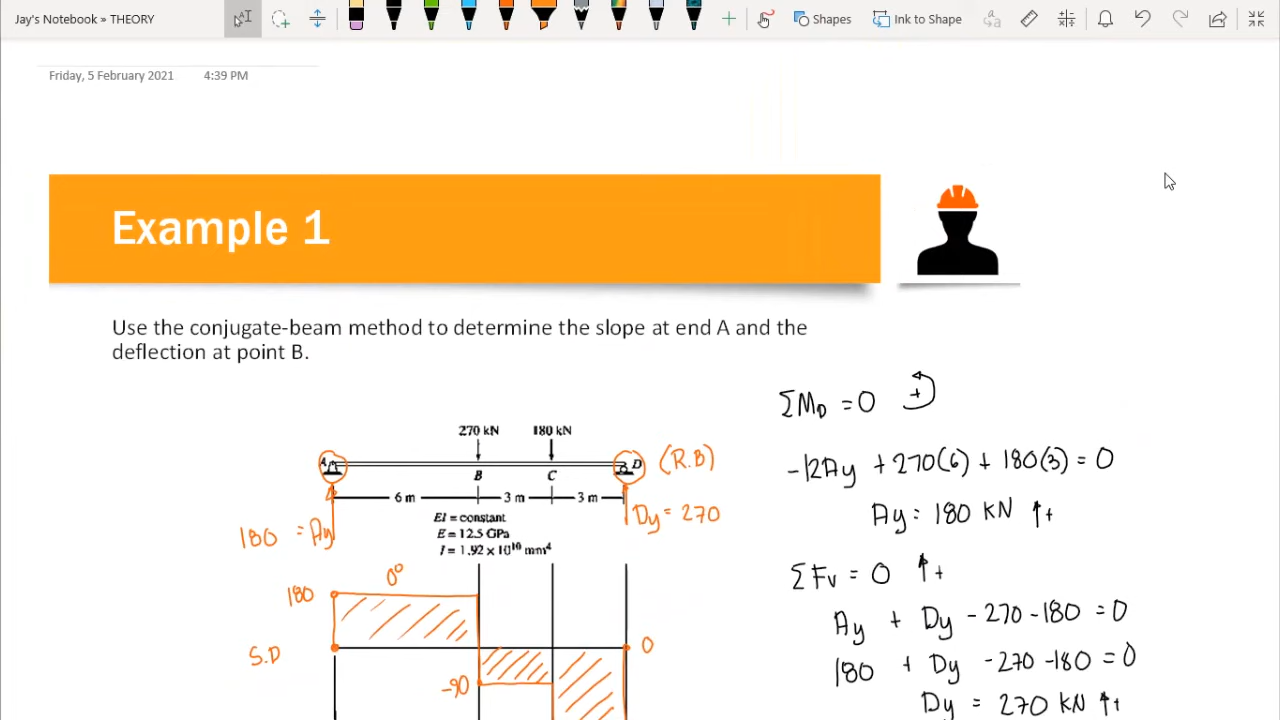 Jay's Notebook » THEORY
Shapes
Ink to Shape
Friday, 5 February 2021 4:39 PM
Example 1
Use the conjugate-beam method to determine the slope at end A and the
deflection at point B.
270 kN 180 kN
A D (R.B)
B C
6 m 3 m 3 m
180 = Ay
Dy = 270
EI = constant
E = 12.5 GPa
I = 1.92 x 10¹⁰ mm⁴
0°
180
S.D
0
-90
ΣM_D = 0 +
-12Ay + 270(6) + 180(3) = 0
Ay: 180 kN ↑+
ΣFv = 0 ↑+
Ay + Dy - 270 - 180 = 0
180 + Dy - 270 - 180 = 0
Dy = 270 kN ↑+